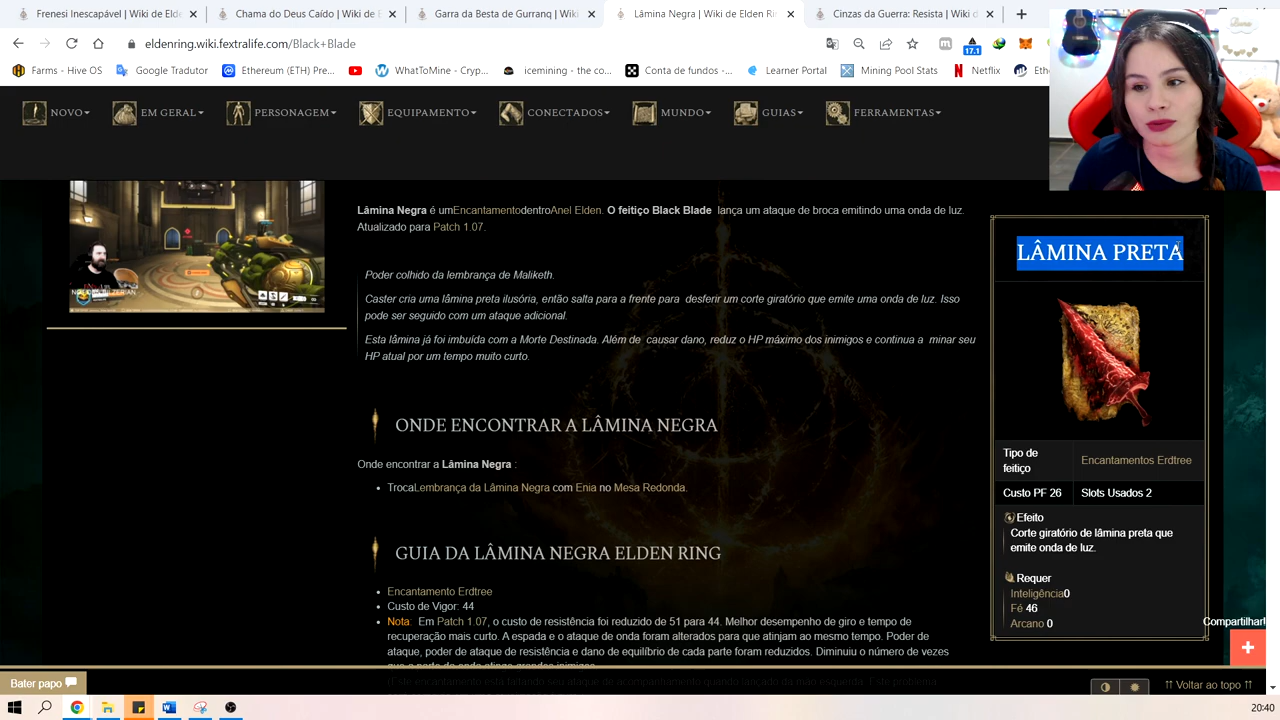 Frenesi Inescapável | Wiki de Eld
Chama do Deus Caído | Wiki de
Garra da Besta de Gurranq | Wiki
Lâmina Negra | Wiki de Elden Rin
Cinzas da Guerra: Resista | Wiki d
eldenring.wiki.fextralife.com/Black+Blade
17.1
Farms - Hive OS
Google Tradutor
Ethereum (ETH) Pre...
WhatToMine - Cryp...
icemining - the co...
Conta de fundos -...
Learner Portal
Mining Pool Stats
Netflix
Eth
NOVO
EM GERAL
PERSONAGEM
EQUIPAMENTO
CONECTADOS
MUNDO
GUIAS
FERRAMENTAS
Lâmina Negra é umEncantamentodentroAnel Elden. O feitiço Black Blade lança um ataque de broca emitindo uma onda de luz.
Atualizado para Patch 1.07.
Poder colhido da lembrança de Maliketh.
Caster cria uma lâmina preta ilusória, então salta para a frente para desferir um corte giratório que emite uma onda de luz. Isso
pode ser seguido com um ataque adicional.
Esta lâmina já foi imbuída com a Morte Destinada. Além de causar dano, reduz o HP máximo dos inimigos e continua a minar seu
HP atual por um tempo muito curto.
ONDE ENCONTRAR A LÂMINA NEGRA
Onde encontrar a Lâmina Negra :
TrocaLembrança da Lâmina Negra com Enia no Mesa Redonda.
GUIA DA LÂMINA NEGRA ELDEN RING
Encantamento Erdtree
Custo de Vigor: 44
Nota: Em Patch 1.07, o custo de resistência foi reduzido de 51 para 44. Melhor desempenho de giro e tempo de
recuperação mais curto. A espada e o ataque de onda foram alterados para que atinjam ao mesmo tempo. Poder de
ataque, poder de ataque de resistência e dano de equilíbrio de cada parte foram reduzidos. Diminuiu o número de vezes
que a parte da onda atinge grandes inimigos.
LÂMINA PRETA
Tipo de
feitiço
Encantamentos Erdtree
Custo PF 26
Slots Usados 2
Efeito
Corte giratório de lâmina preta que
emite onda de luz.
Requer
Inteligência0
Fé 46
Arcano 0
Compartilhar
Bater papo
Voltar ao topo
20:40